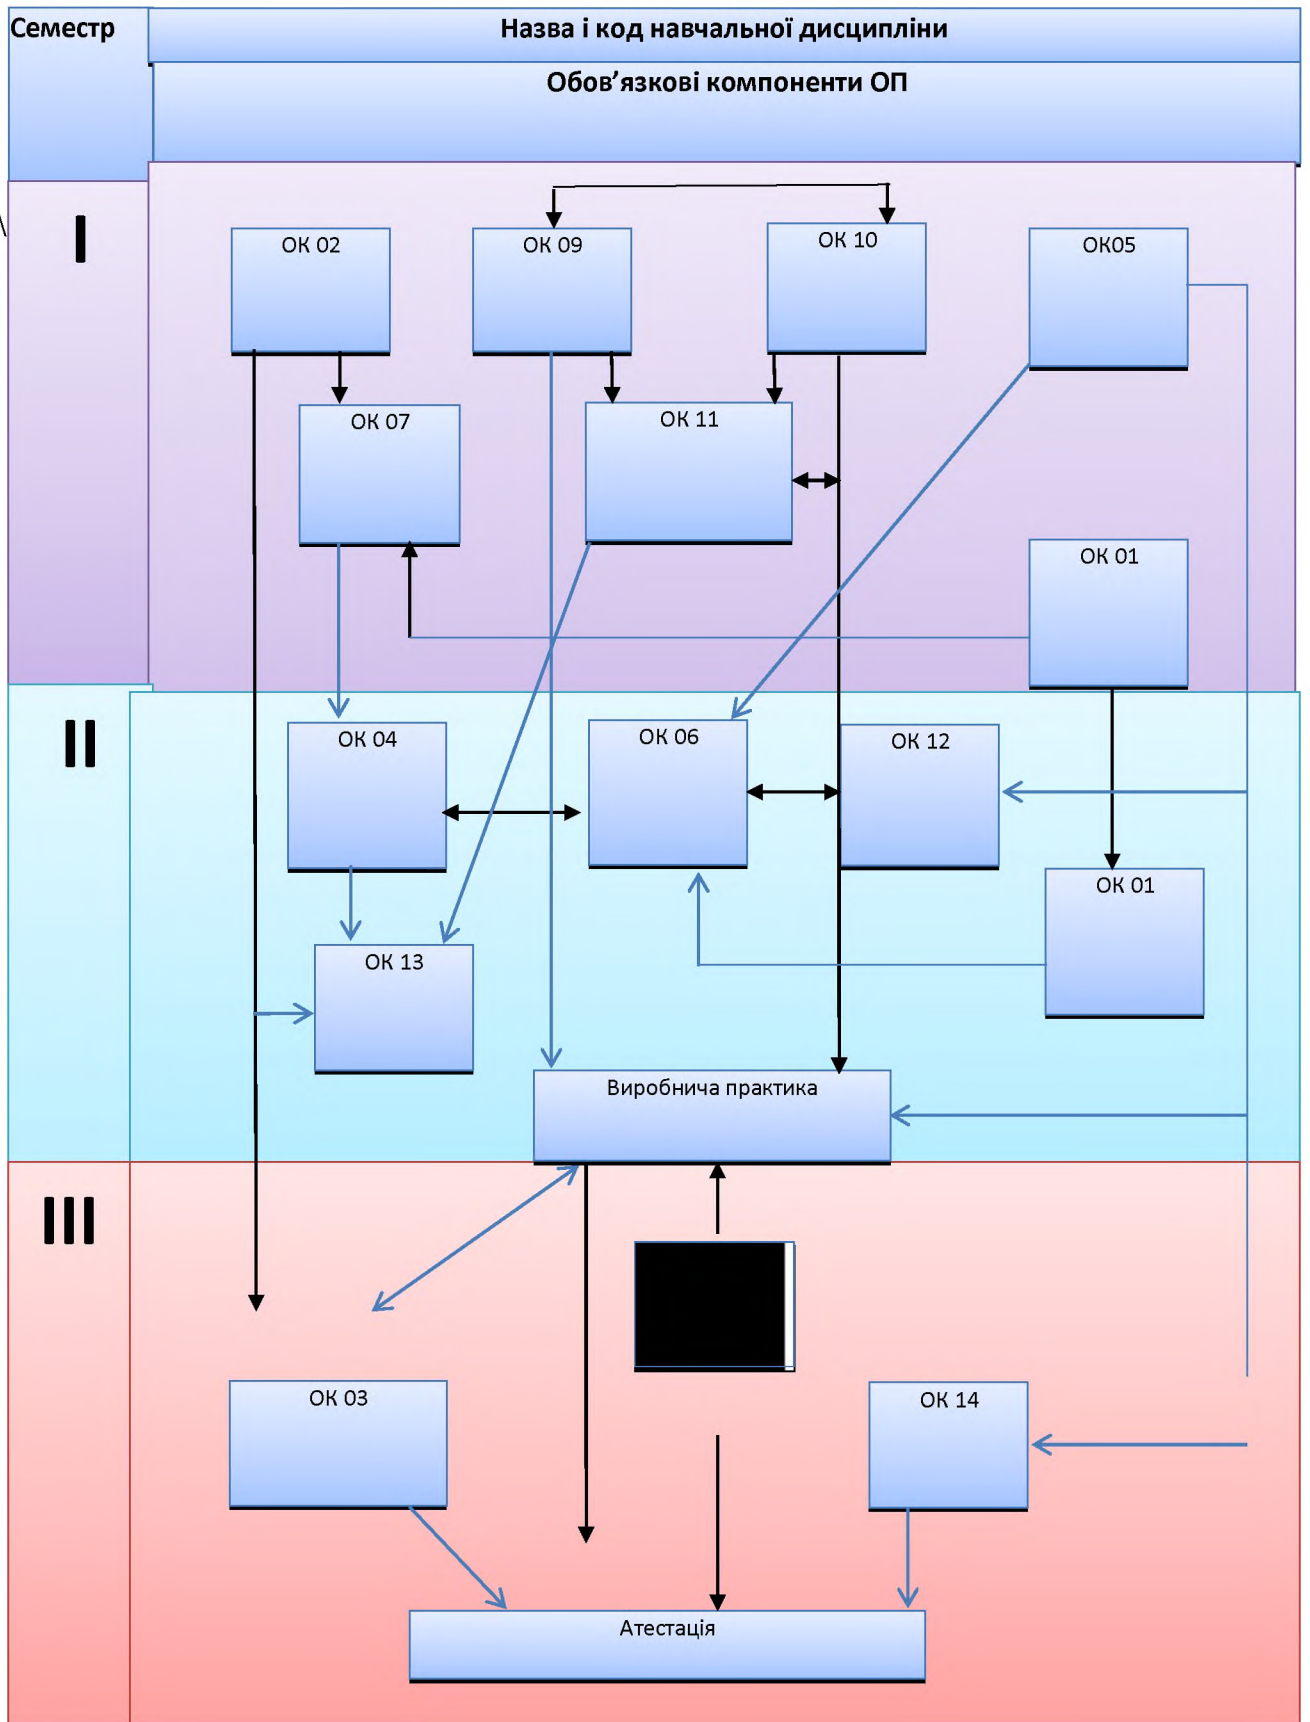 Семестр
Назва і код навчальної дисципліни
Обов’язкові компоненти ОП
I
ОК 02
ОК 09
ОК 10
ОК05
ОК 07
ОК 11
ОК 01
II
ОК 04
ОК 06
ОК 12
ОК 01
ОК 13
Виробнича практика
III
ОК 03
ОК 14
Атестація